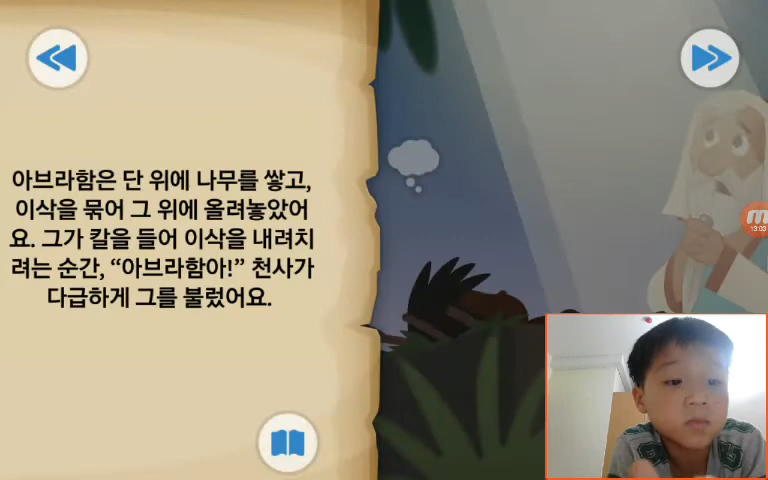 아브라함은 단 위에 나무를 쌓고,
이삭을 묶어 그 위에 올려놓았어
요. 그가 칼을 들어 이삭을 내려치
려는 순간, “아브라함아!” 천사가
다급하게 그를 불렀어요.
13:03